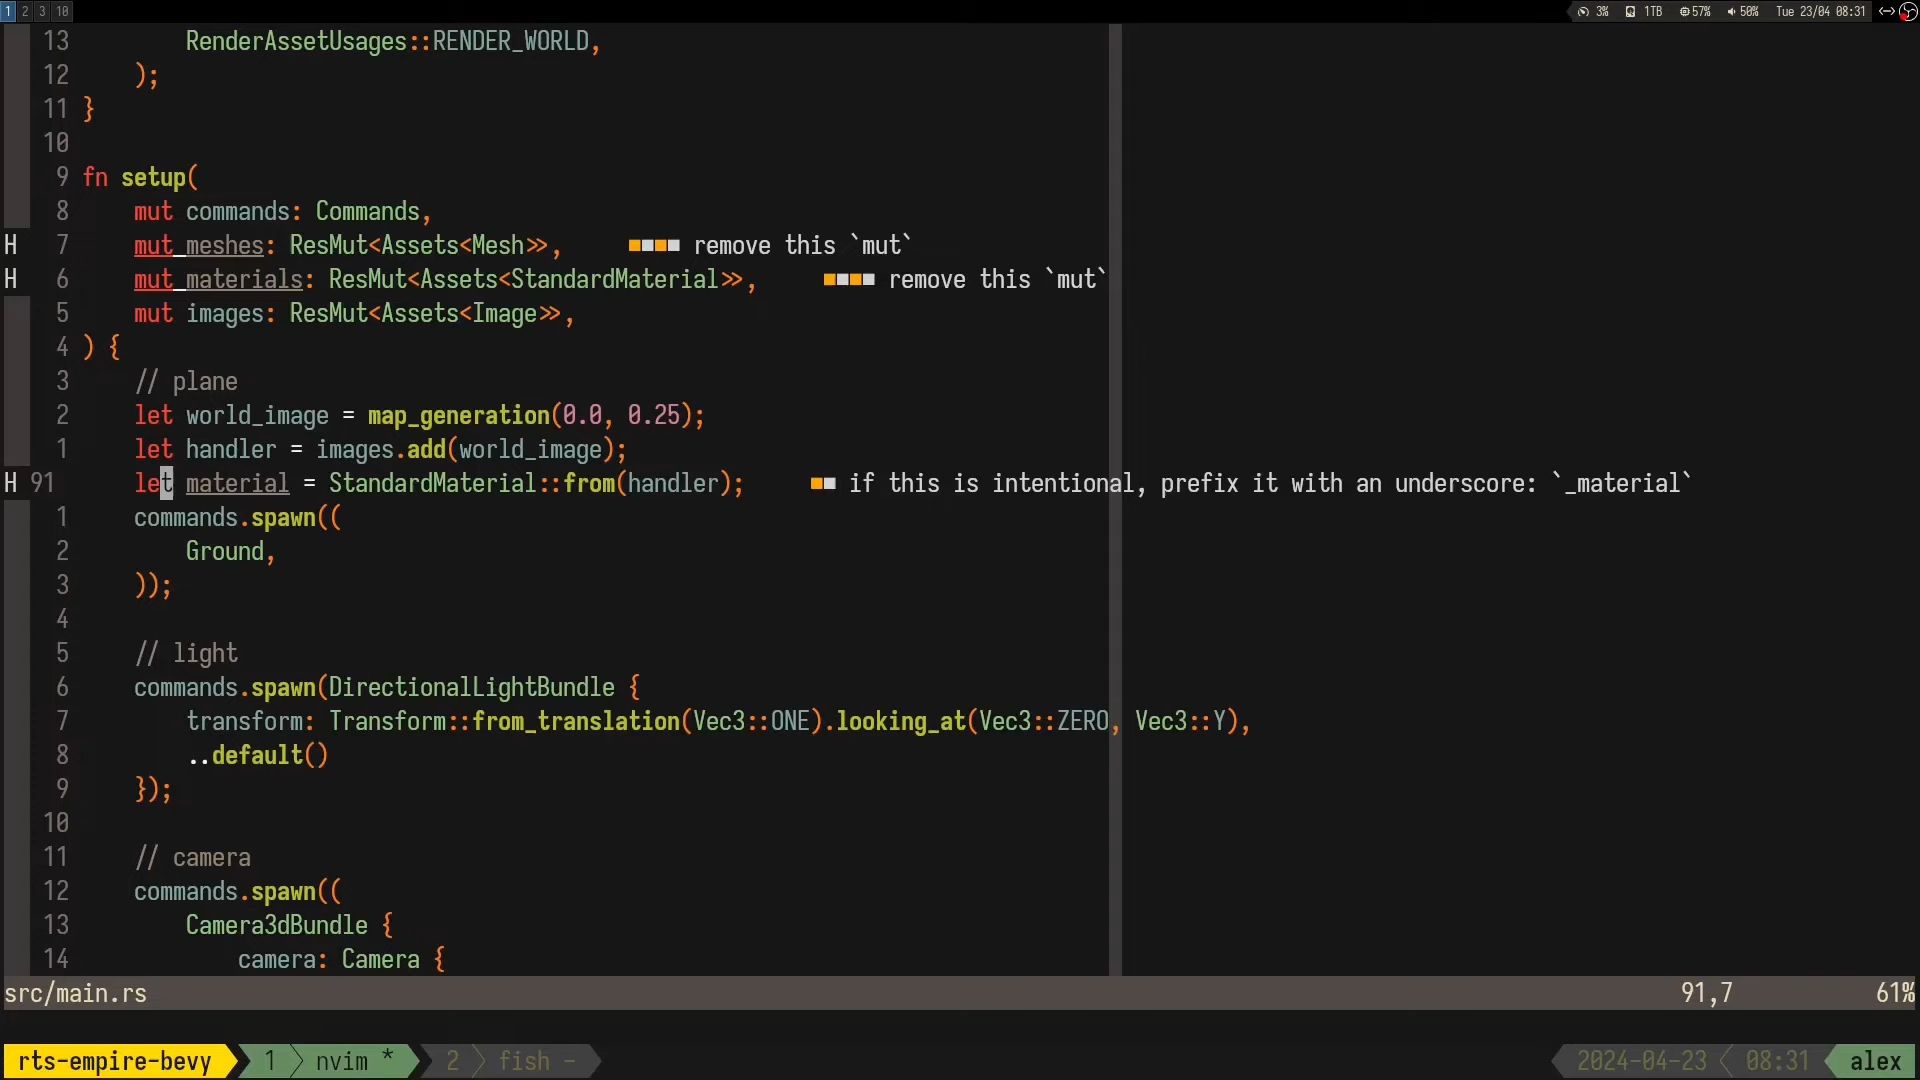 1 2 3 10 3% 1TB 57% 50% Tue 23/04 08:31
13 RenderAssetUsages::RENDER_WORLD,
12 );
11 }
10
9 fn setup(
8 mut commands: Commands,
H 7 mut meshes: ResMut<Assets<Mesh>>, remove this `mut`
H 6 mut materials: ResMut<Assets<StandardMaterial>>, remove this `mut`
5 mut images: ResMut<Assets<Image>>,
4 ) {
3 // plane
2 let world_image = map_generation(0.0, 0.25);
1 let handler = images.add(world_image);
H 91 let material = StandardMaterial::from(handler); if this is intentional, prefix it with an underscore: `_material`
1 commands.spawn((
2 Ground,
3 ));
4
5 // light
6 commands.spawn(DirectionalLightBundle {
7 transform: Transform::from_translation(Vec3::ONE).looking_at(Vec3::ZERO, Vec3::Y),
8 ..default()
9 });
10
11 // camera
12 commands.spawn((
13 Camera3dBundle {
14 camera: Camera {
src/main.rs 91,7 61%
rts-empire-bevy 1 nvim * 2 fish - 2024-04-23 08:31 alex